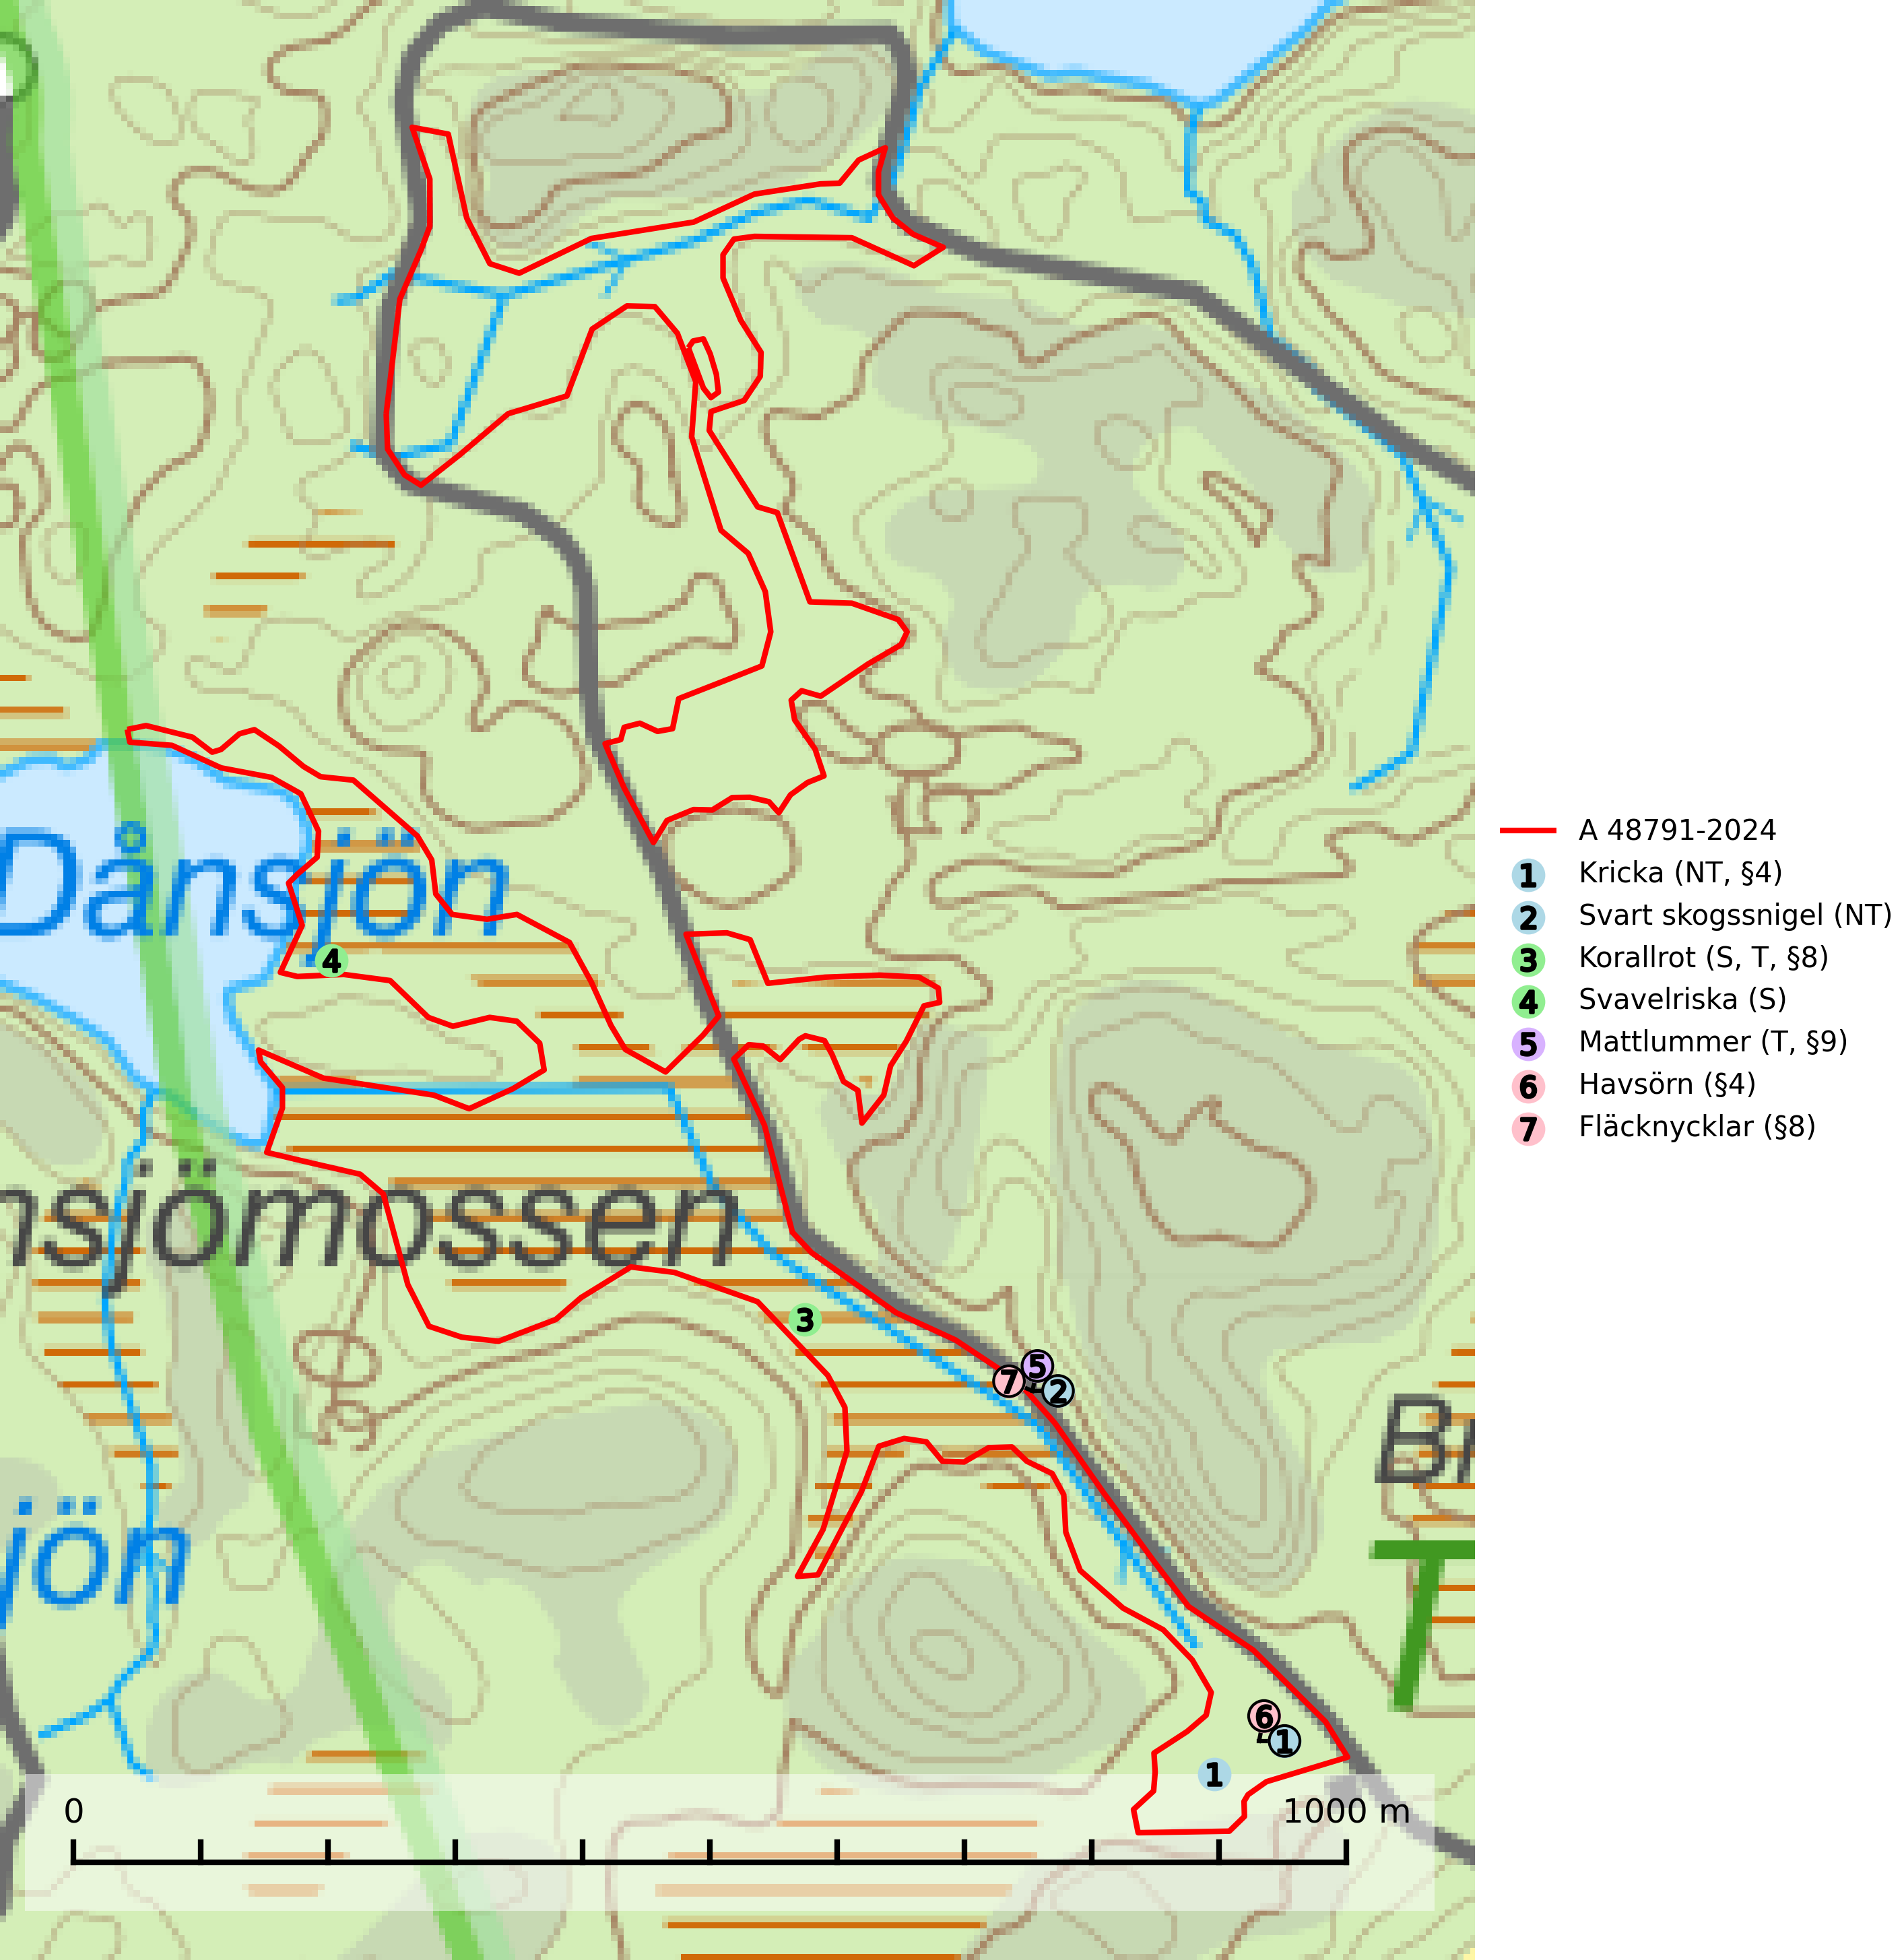 Dånsjön
4
nsjömossen
3
5
7
2
Br
T
jön
6
1
1
0
1000 m
A 48791-2024
1 Kricka (NT, §4)
2 Svart skogssnigel (NT)
3 Korallrot (S, T, §8)
4 Svavelriska (S)
5 Mattlummer (T, §9)
6 Havsörn (§4)
7 Fläcknycklar (§8)